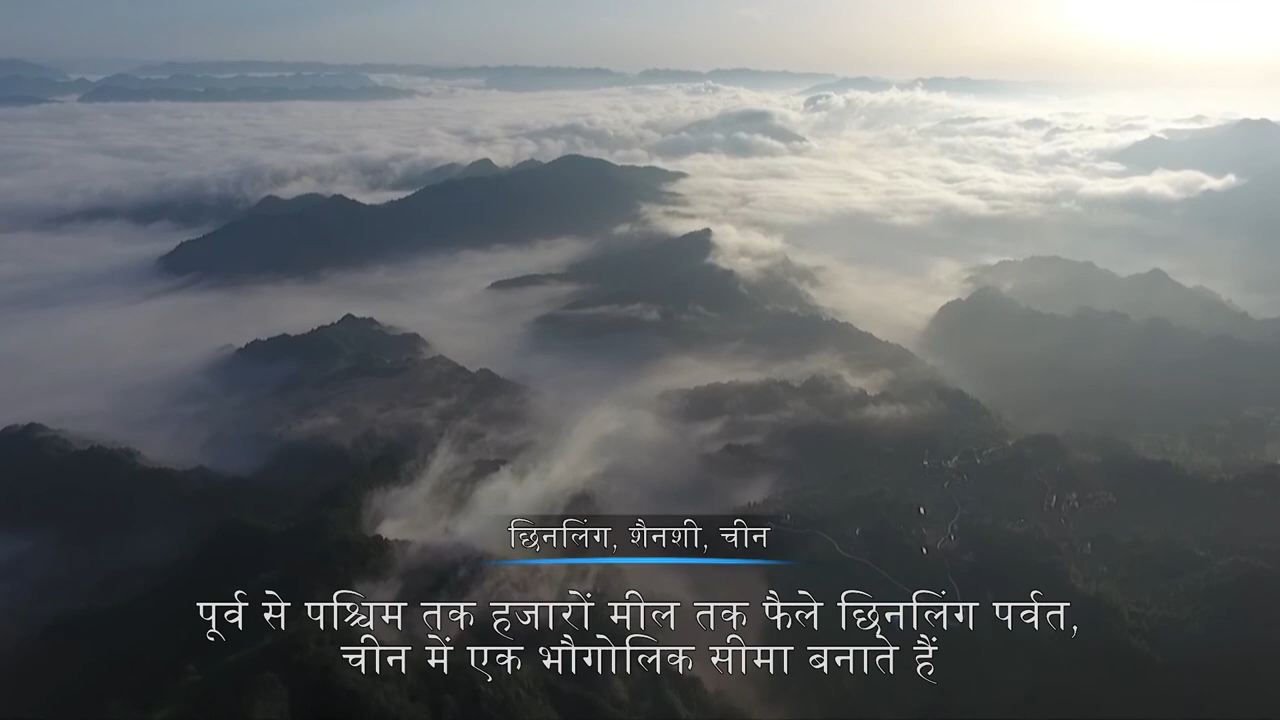 छिनलिंग, शैनशी, चीन
पूर्व से पश्चिम तक हजारों मील तक फैले छिनलिंग पर्वत,
चीन में एक भौगोलिक सीमा बनाते हैं